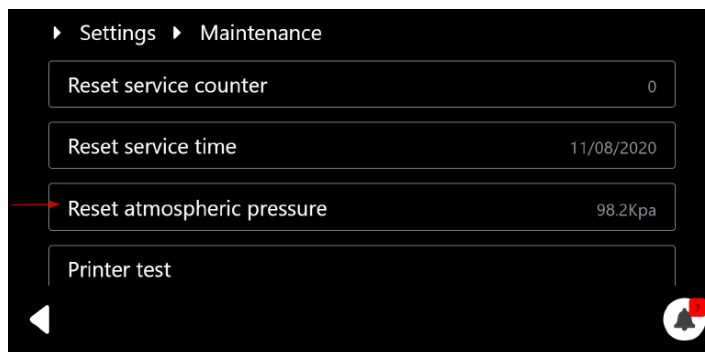 Settings Maintenance
Reset service counter 0
Reset service time 11/08/2020
Reset atmospheric pressure 98.2Kpa
Printer test